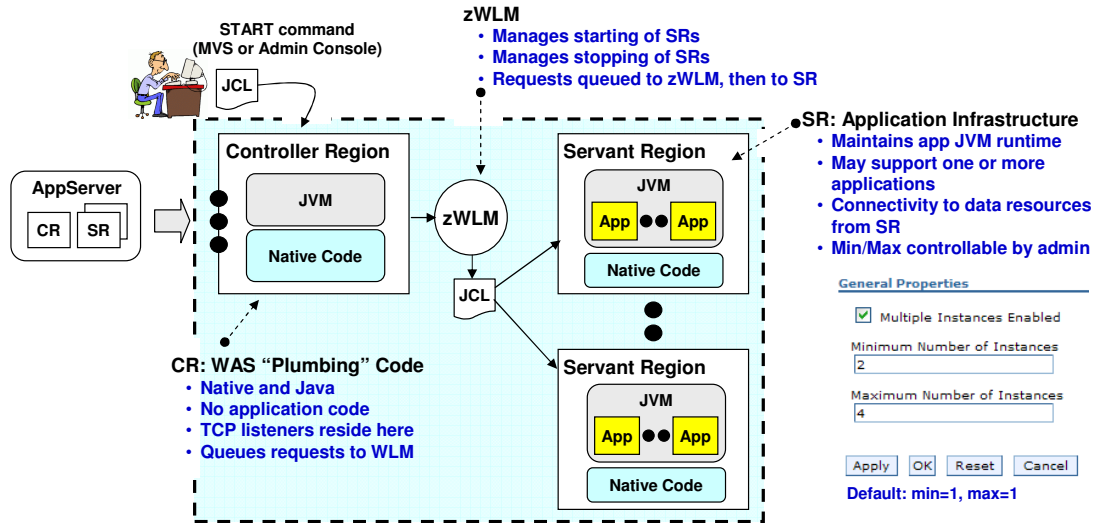 START command
(MVS or Admin Console)
JCL
zWLM
• Manages starting of SRs
• Manages stopping of SRs
• Requests queued to zWLM, then to SR
AppServer
CR
SR
Controller Region
JVM
Native Code
zWLM
JCL
Servant Region
JVM
App
App
Native Code
Servant Region
JVM
App
App
Native Code
CR: WAS “Plumbing” Code
• Native and Java
• No application code
• TCP listeners reside here
• Queues requests to WLM
SR: Application Infrastructure
• Maintains app JVM runtime
• May support one or more
applications
• Connectivity to data resources
from SR
• Min/Max controllable by admin
General Properties
Multiple Instances Enabled
Minimum Number of Instances
2
Maximum Number of Instances
4
Apply
OK
Reset
Cancel
Default: min=1, max=1